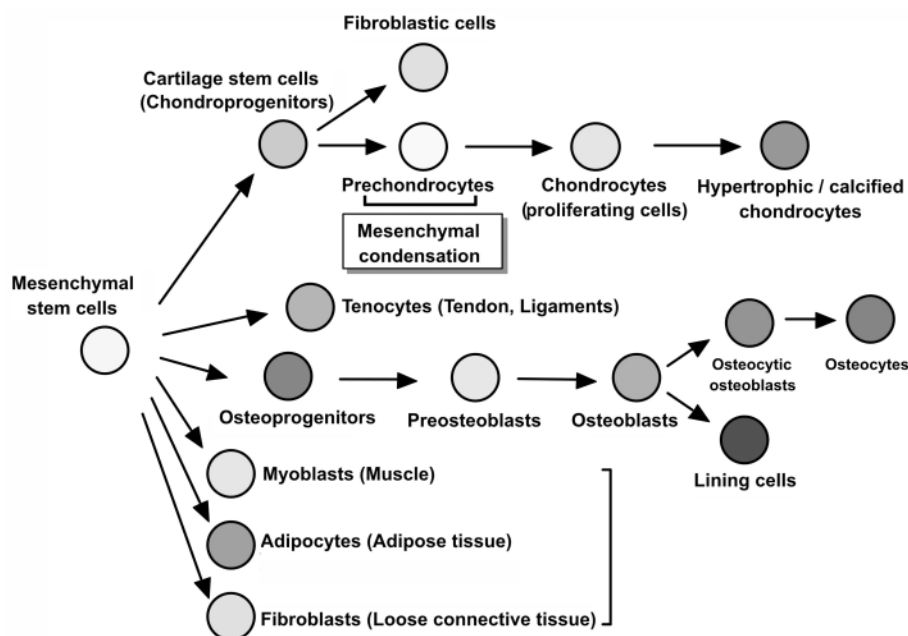 Fibroblastic cells
Cartilage stem cells
(Chondroprogenitors)
Prechondrocytes
Chondrocytes
(proliferating cells)
Hypertrophic / calcified
chondrocytes
Mesenchymal
condensation
Mesenchymal
stem cells
Tenocytes (Tendon, Ligaments)
Osteoprogenitors
Preosteoblasts
Osteoblasts
Osteocytic
osteoblasts
Osteocytes
Lining cells
Myoblasts (Muscle)
Adipocytes (Adipose tissue)
Fibroblasts (Loose connective tissue)